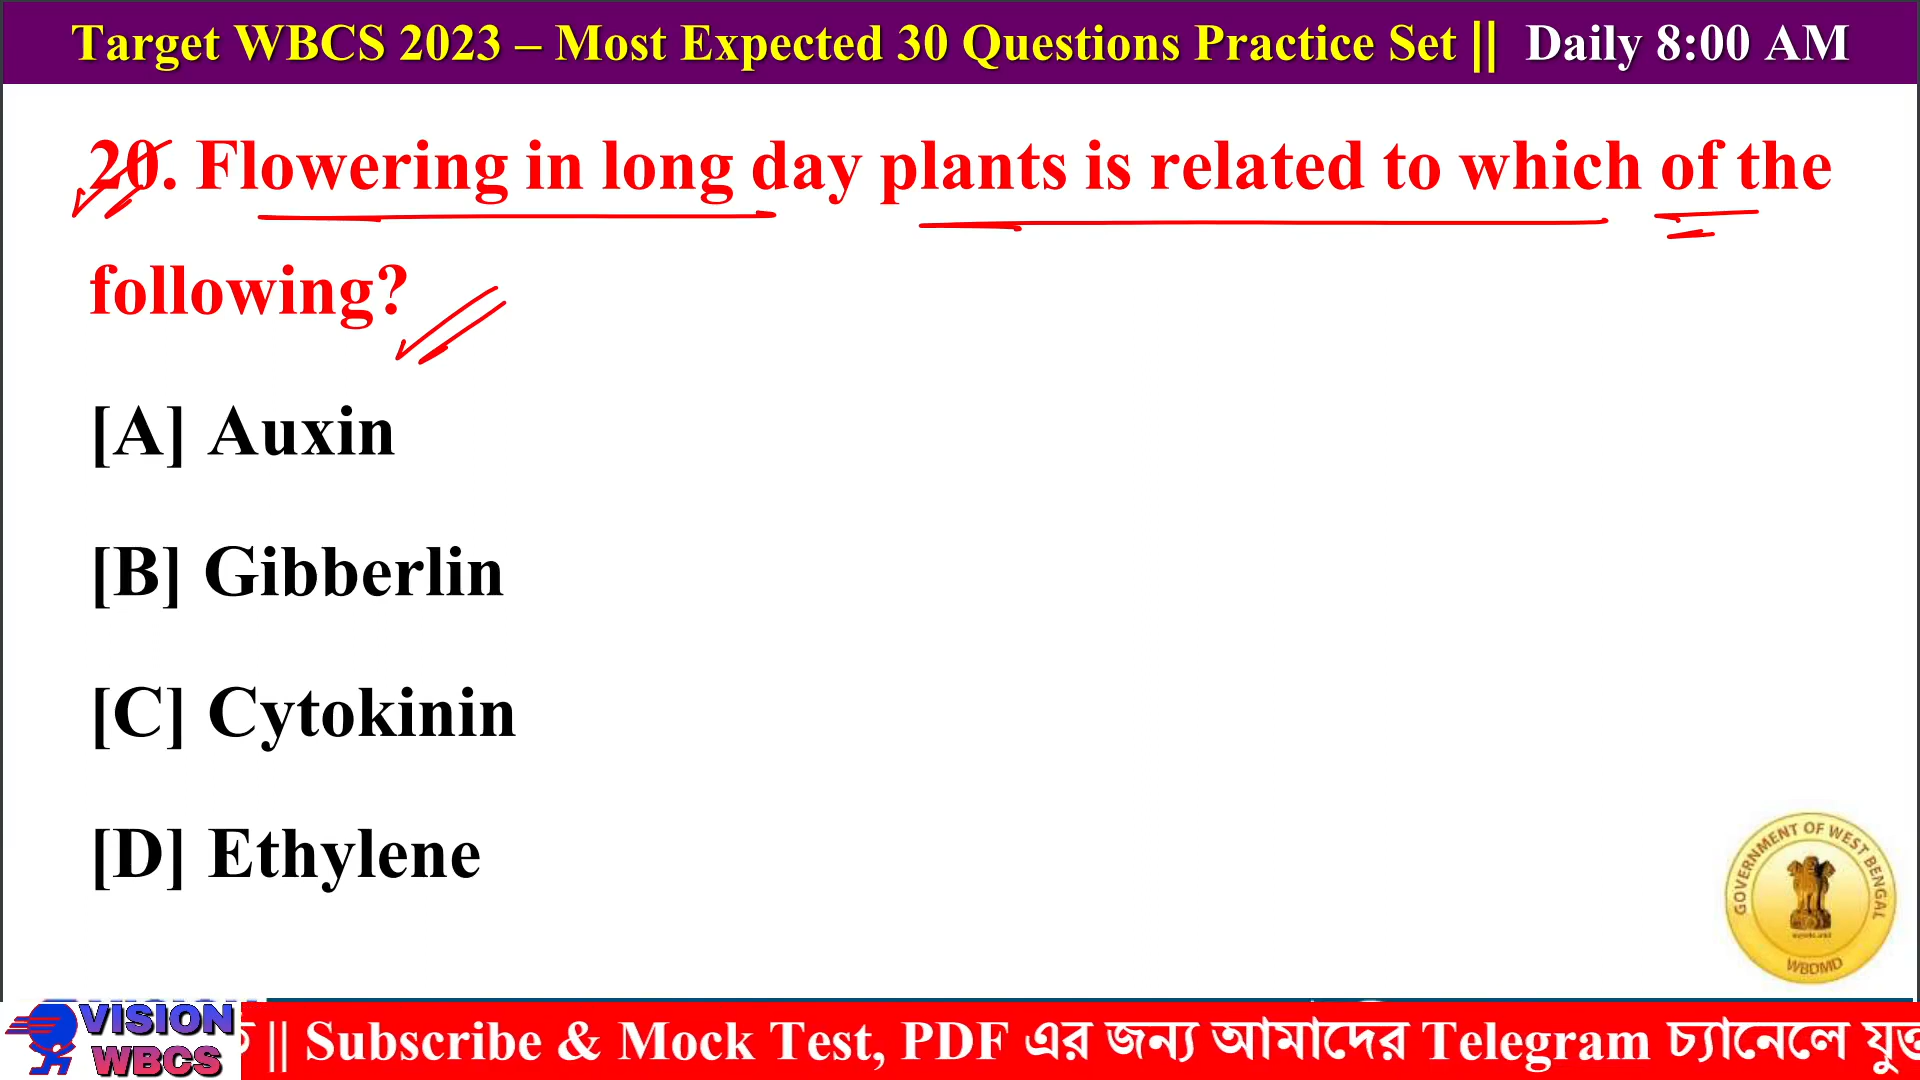 Target WBCS 2023 – Most Expected 30 Questions Practice Set || Daily 8:00 AM
20. Flowering in long day plants is related to which of the
following?
[A] Auxin
[B] Gibberlin
[C] Cytokinin
[D] Ethylene
GOVERNMENT OF WEST BENGAL
WBDMD
VISION
WBCS
|| Subscribe & Mock Test, PDF এর জন্য আমাদের Telegram চ্যানেলে